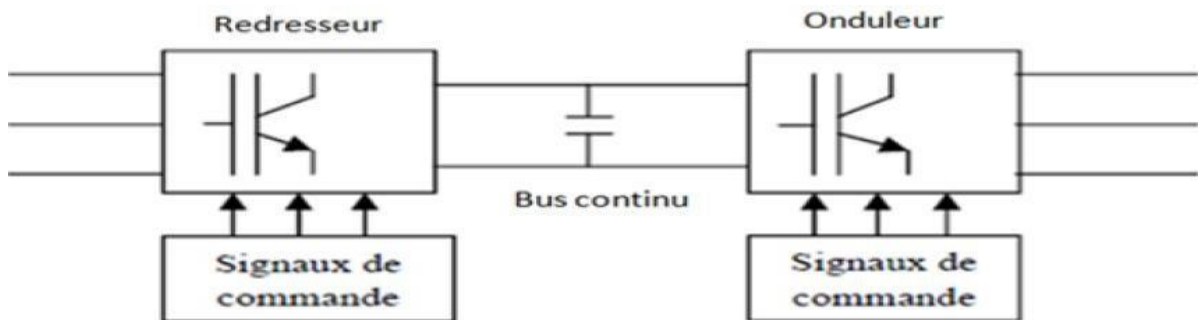 Redresseur
Onduleur
Bus continu
Signaux de
commande
Signaux de
commande